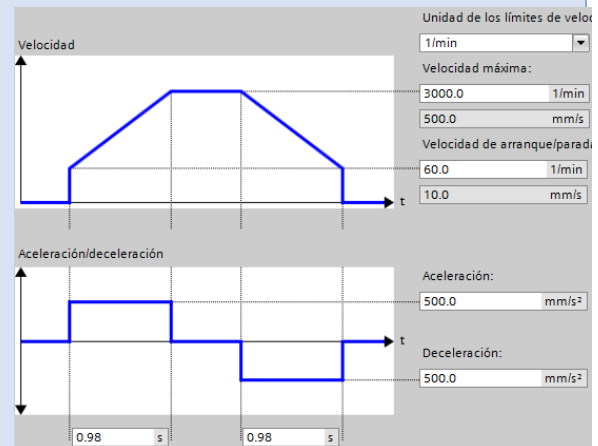 Unidad de los límites de veloc
Velocidad
1/min
Velocidad máxima:
3000.0 1/min
500.0 mm/s
Velocidad de arranque/parada
60.0 1/min
t
10.0 mm/s
Aceleración/deceleración
Aceleración:
500.0 mm/s²
t
Deceleración:
500.0 mm/s²
0.98 s 0.98 s